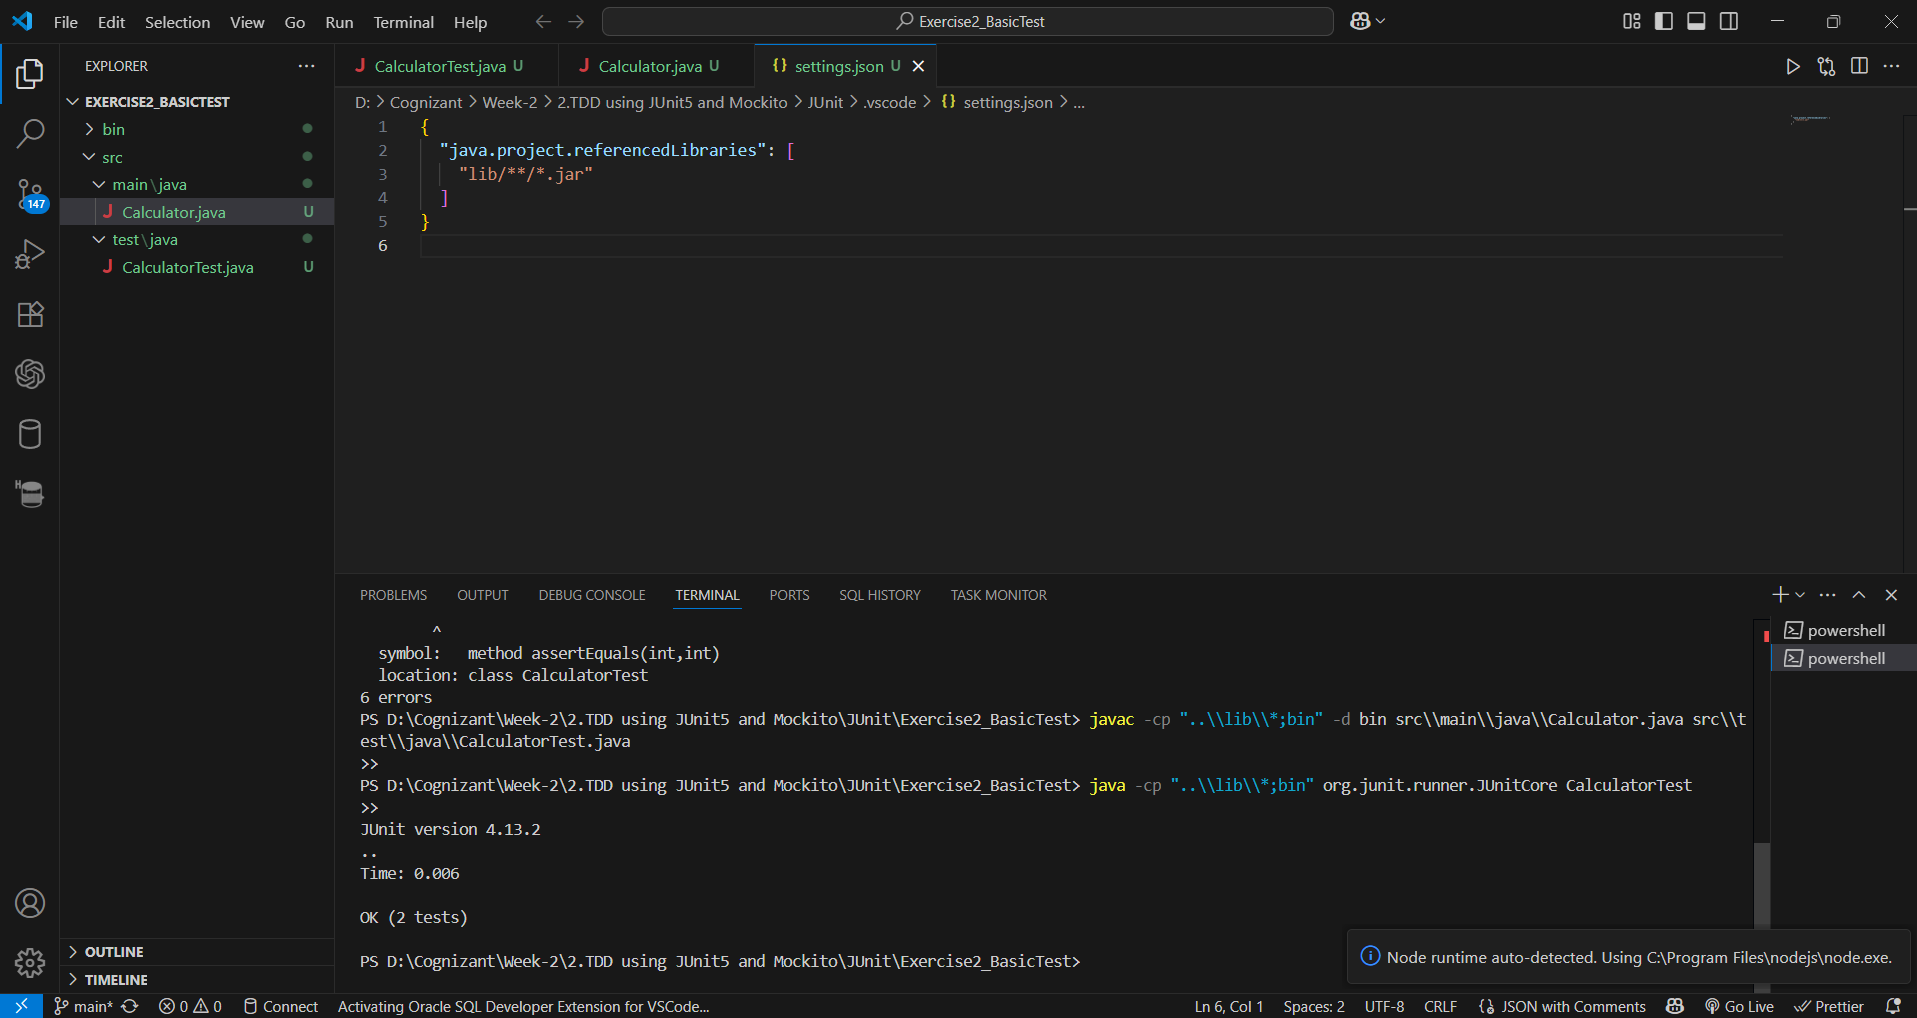 File Edit Selection View Go Run Terminal Help
Exercise2_BasicTest
EXPLORER
EXERCISE2_BASICTEST
bin
src
main\java
Calculator.java U
test\java
CalculatorTest.java U
147
H
OUTLINE
TIMELINE
CalculatorTest.java U
Calculator.java U
{} settings.json U
D: > Cognizant > Week-2 > 2.TDD using JUnit5 and Mockito > JUnit > .vscode > {} settings.json > ...
1 {
2 "java.project.referencedLibraries": [
3 "lib/**/*.jar"
4 ]
5 }
6
PROBLEMS OUTPUT DEBUG CONSOLE TERMINAL PORTS SQL HISTORY TASK MONITOR
^
symbol: method assertEquals(int,int)
location: class CalculatorTest
6 errors
PS D:\Cognizant\Week-2\2.TDD using JUnit5 and Mockito\JUnit\Exercise2_BasicTest> javac -cp "..\\lib\\*;bin" -d bin src\\main\\java\\Calculator.java src\\t
est\\java\\CalculatorTest.java
>>
PS D:\Cognizant\Week-2\2.TDD using JUnit5 and Mockito\JUnit\Exercise2_BasicTest> java -cp "..\\lib\\*;bin" org.junit.runner.JUnitCore CalculatorTest
>>
JUnit version 4.13.2
..
Time: 0.006
OK (2 tests)
PS D:\Cognizant\Week-2\2.TDD using JUnit5 and Mockito\JUnit\Exercise2_BasicTest>
powershell
powershell
Node runtime auto-detected. Using C:\Program Files\nodejs\node.exe.
main* 0 0 Connect Activating Oracle SQL Developer Extension for VSCode... Ln 6, Col 1 Spaces: 2 UTF-8 CRLF {} JSON with Comments Go Live Prettier